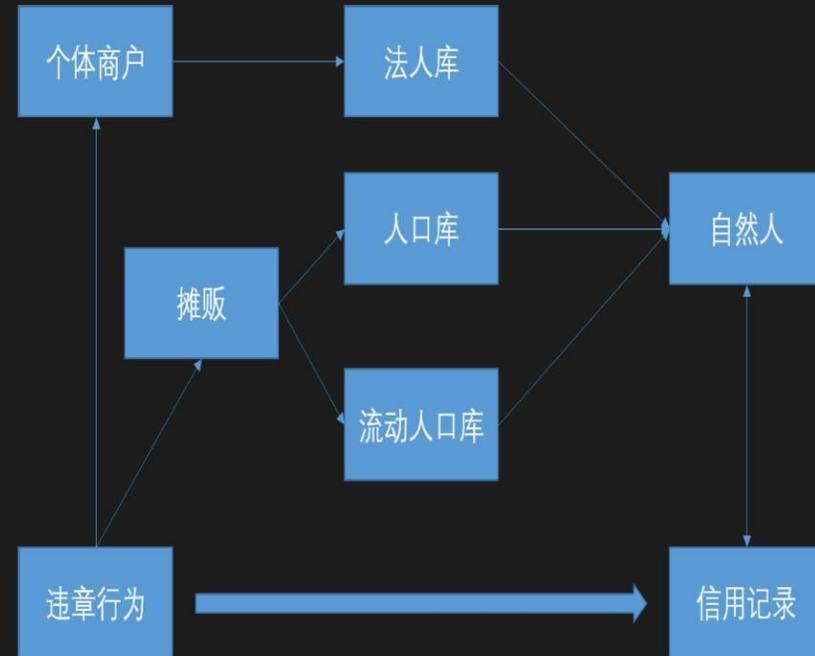 个体商户
法人库
人口库
自然人
摊贩
流动人口库
违章行为
信用记录